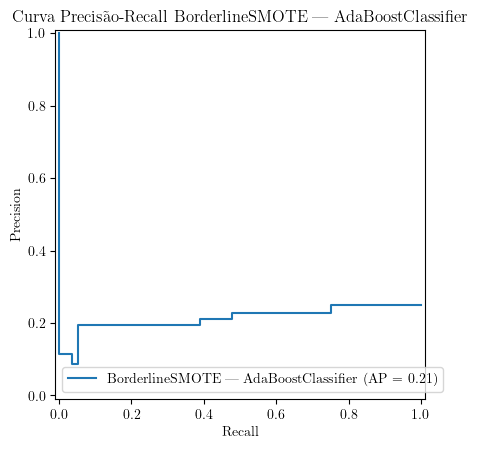 Curva Precisão-Recall BorderlineSMOTE — AdaBoostClassifier
1.0
0.8
0.6
0.4
0.2
0.0
Precision
BorderlineSMOTE — AdaBoostClassifier (AP = 0.21)
0.0 0.2 0.4 0.6 0.8 1.0
Recall